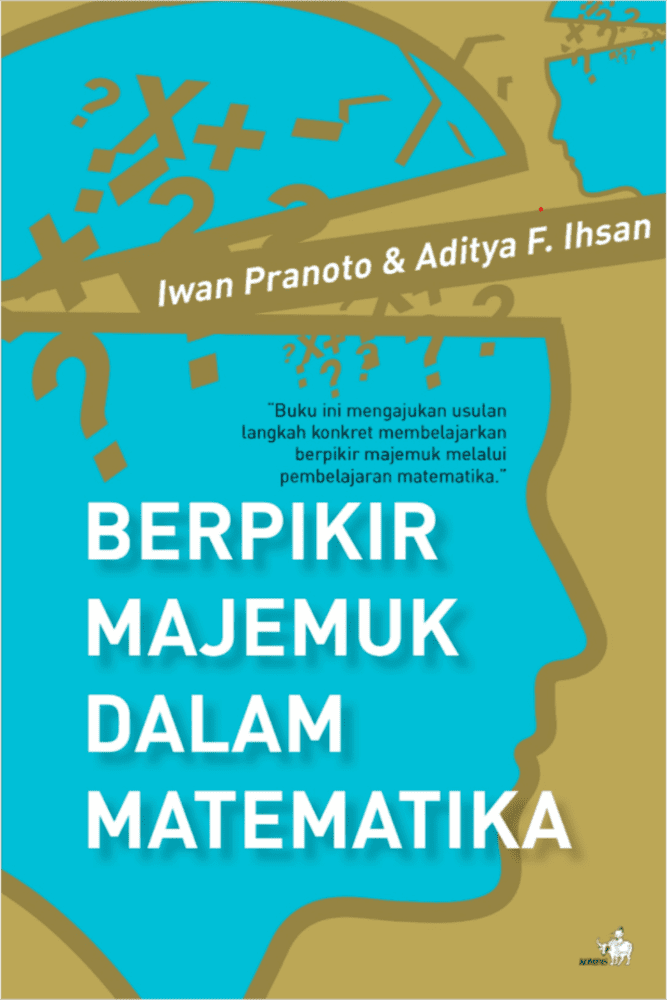 Iwan Pranoto & Aditya F. Ihsan
"Buku ini mengajukan usulan
langkah konkret membelajarkan
berpikir majemuk melalui
pembelajaran matematika."
BERPIKIR
MAJEMUK
DALAM
MATEMATIKA